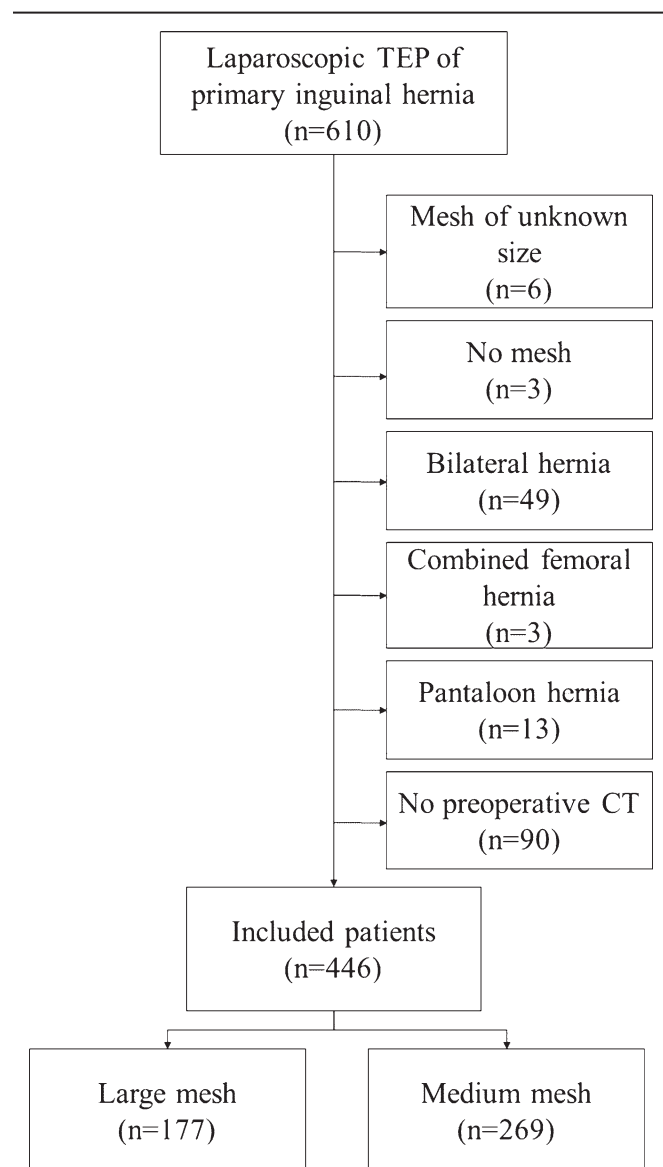 Laparoscopic TEP of
primary inguinal hernia
(n=610)
Mesh of unknown
size
(n=6)
No mesh
(n=3)
Bilateral hernia
(n=49)
Combined femoral
hernia
(n=3)
Pantaloon hernia
(n=13)
No preoperative CT
(n=90)
Included patients
(n=446)
Large mesh
(n=177)
Medium mesh
(n=269)